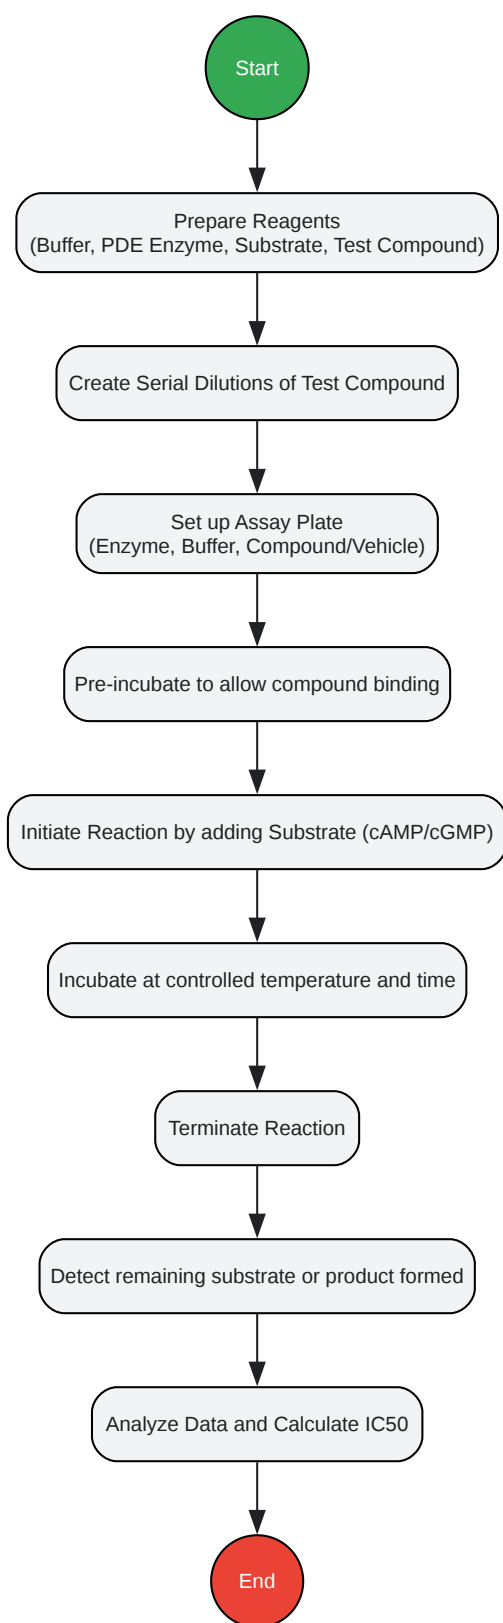 Start
Prepare Reagents
(Buffer, PDE Enzyme, Substrate, Test Compound)
Create Serial Dilutions of Test Compound
Set up Assay Plate
(Enzyme, Buffer, Compound/Vehicle)
Pre-incubate to allow compound binding
Initiate Reaction by adding Substrate (cAMP/cGMP)
Incubate at controlled temperature and time
Terminate Reaction
Detect remaining substrate or product formed
Analyze Data and Calculate IC50
End